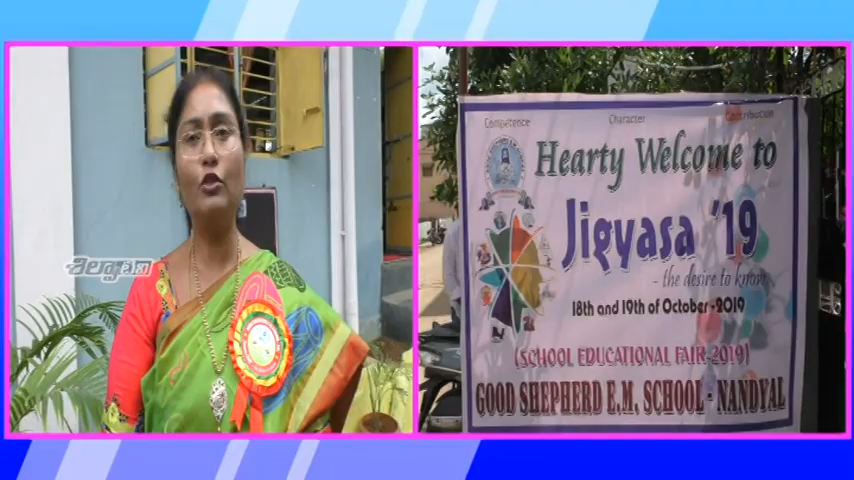 శిల్పాటివి
Competence Character Contribution
Hearty Welcome to
Jigyasa '19
- the desire to know
18th and 19th of October -2019
(SCHOOL EDUCATIONAL FAIR-2019)
GOOD SHEPHERD E.M. SCHOOL - NANDYAL